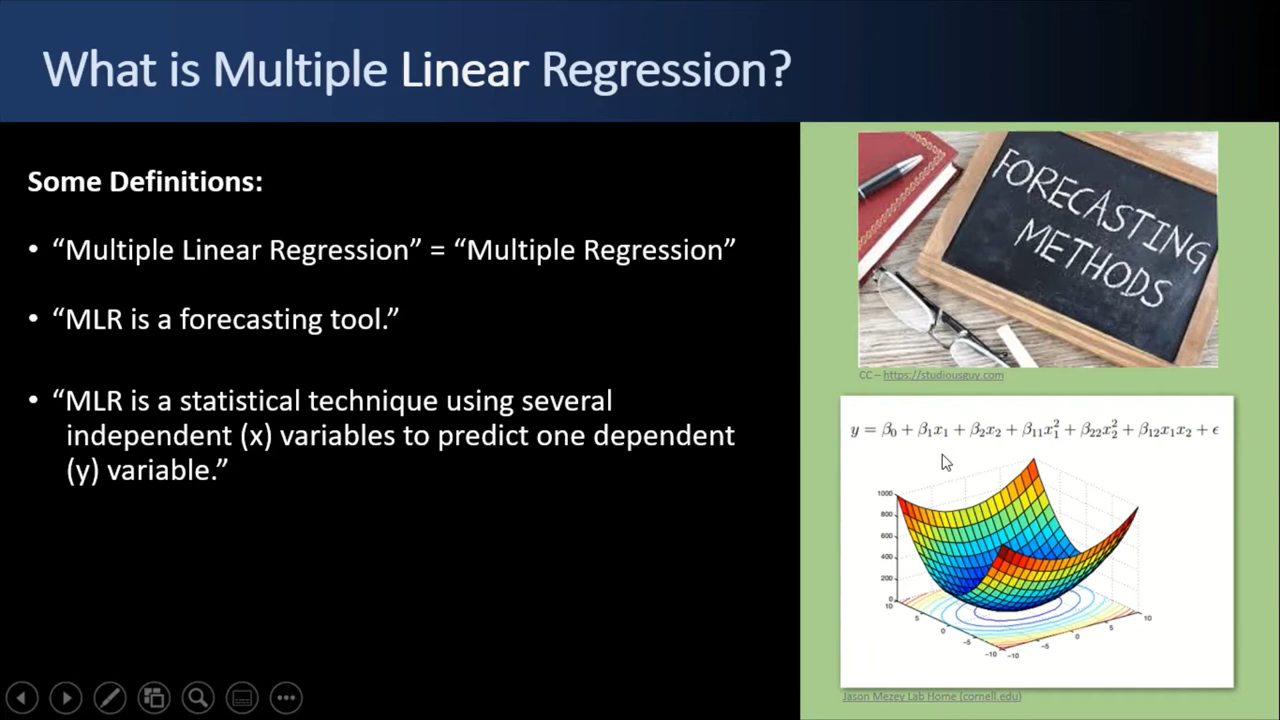 What is Multiple Linear Regression?
Some Definitions:
• “Multiple Linear Regression” = “Multiple Regression”
• “MLR is a forecasting tool.”
• “MLR is a statistical technique using several
independent (x) variables to predict one dependent
(y) variable.”
FORECASTING
METHODS
CC – https://studiousguy.com
y = β₀ + β₁x₁ + β₂x₂ + β₁₁x₁² + β₂₂x₂² + β₁₂x₁x₂ + ϵ
1000
800
600
400
200
0
10
5
0
−5
−10
−10
−5
0
5
10
Jason Mezey Lab Home (cornell.edu)